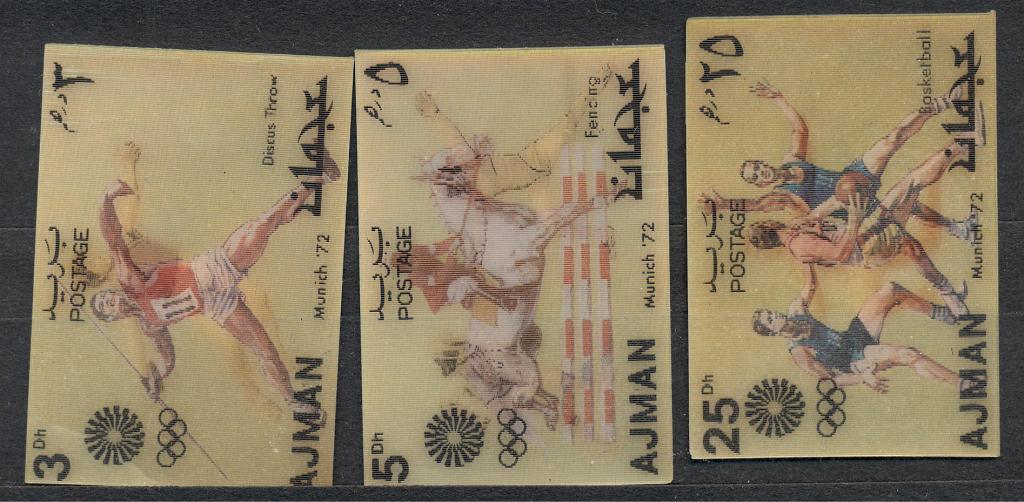 ٣ درهم
Discus Throw
عجمان
بريد
POSTAGE
Munich '72
11
3 Dh
AJMAN
٥ درهم
Fencing
عجمان
بريد
POSTAGE
Munich '72
5 Dh
AJMAN
٢٥ درهم
Basketball
عجمان
بريد
POSTAGE
Munich '72
25 Dh
AJMAN